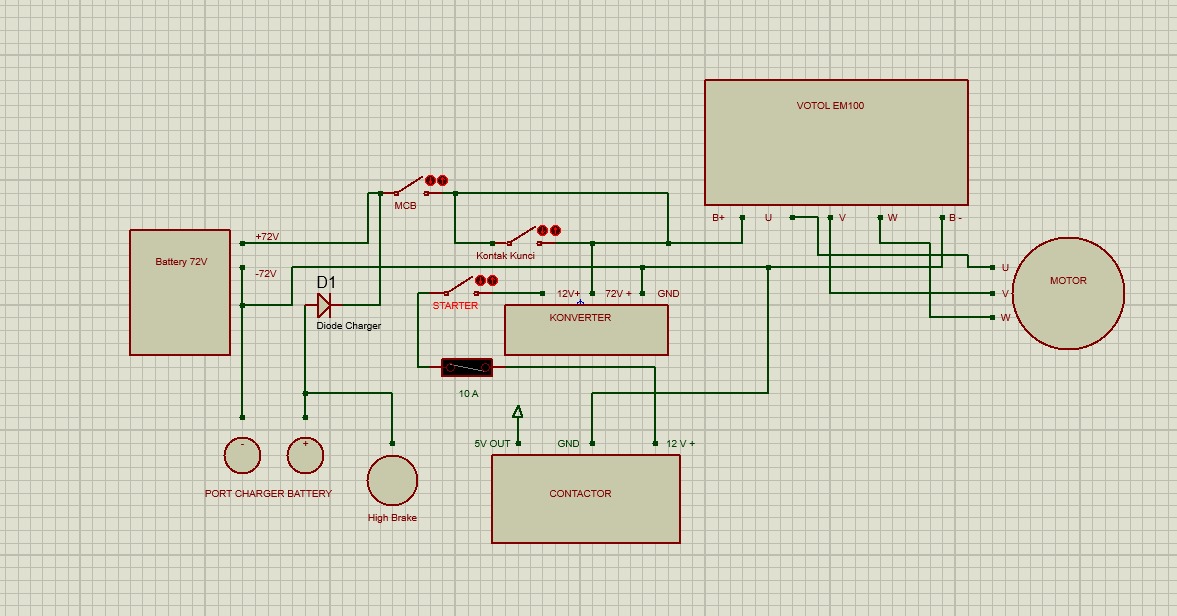 VOTOL EM100
MCB
B+
U
V
W
B -
+72V
Battery 72V
-72V
Kontak Kunci
D1
STARTER
12V+
72V +
GND
U
MOTOR
V
W
KONVERTER
Diode Charger
10 A
5V OUT
GND
12 V +
-
+
PORT CHARGER BATTERY
CONTACTOR
High Brake